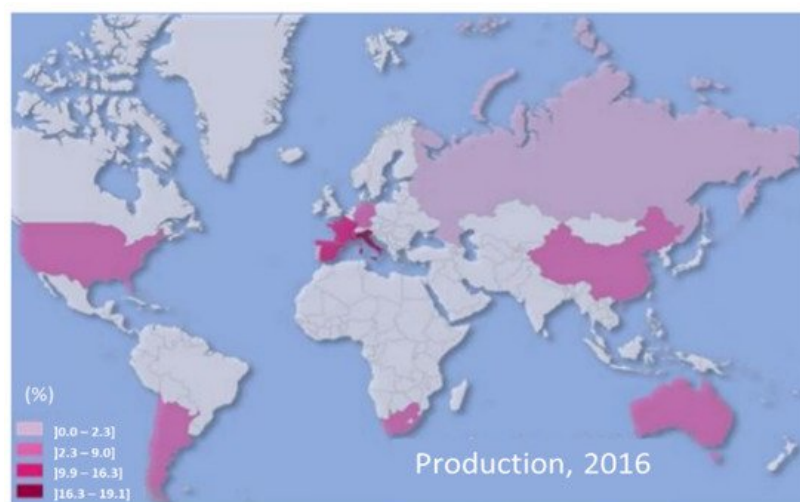 (%)
]0.0 – 2.3]
]2.3 – 9.0]
]9.9 – 16.3]
]16.3 – 19.1]
Production, 2016